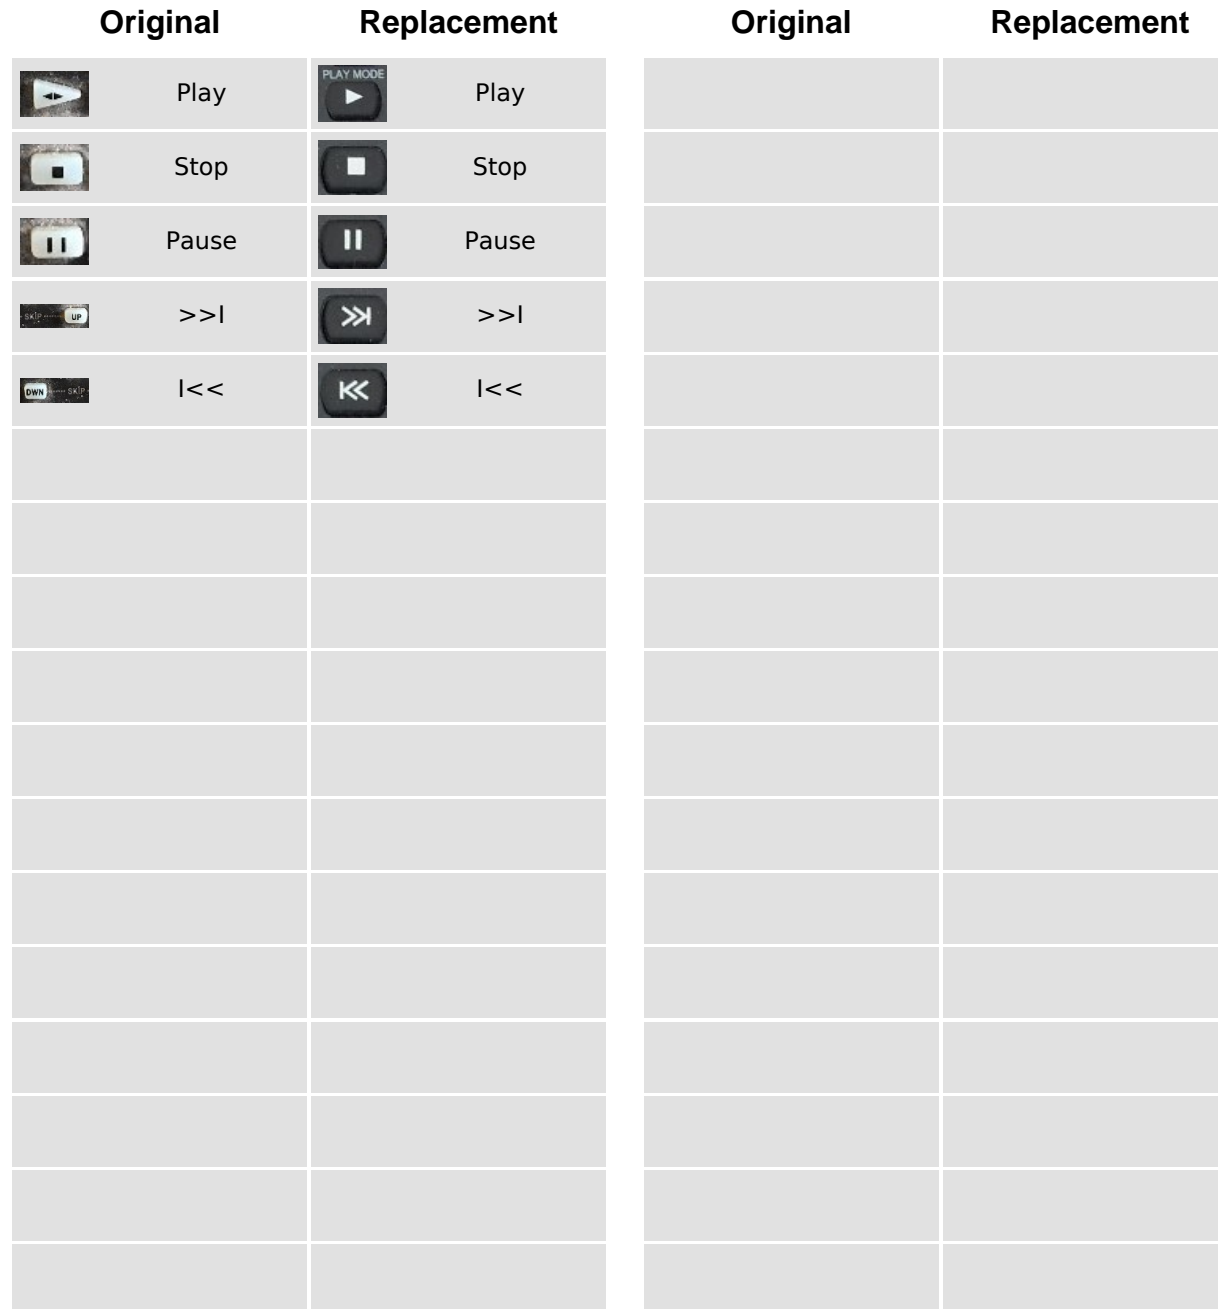 Original Replacement Original Replacement
Play PLAY MODE Play
Stop Stop
Pause Pause
SKIP UP >>I >>I
DWN SKIP I<< I<<